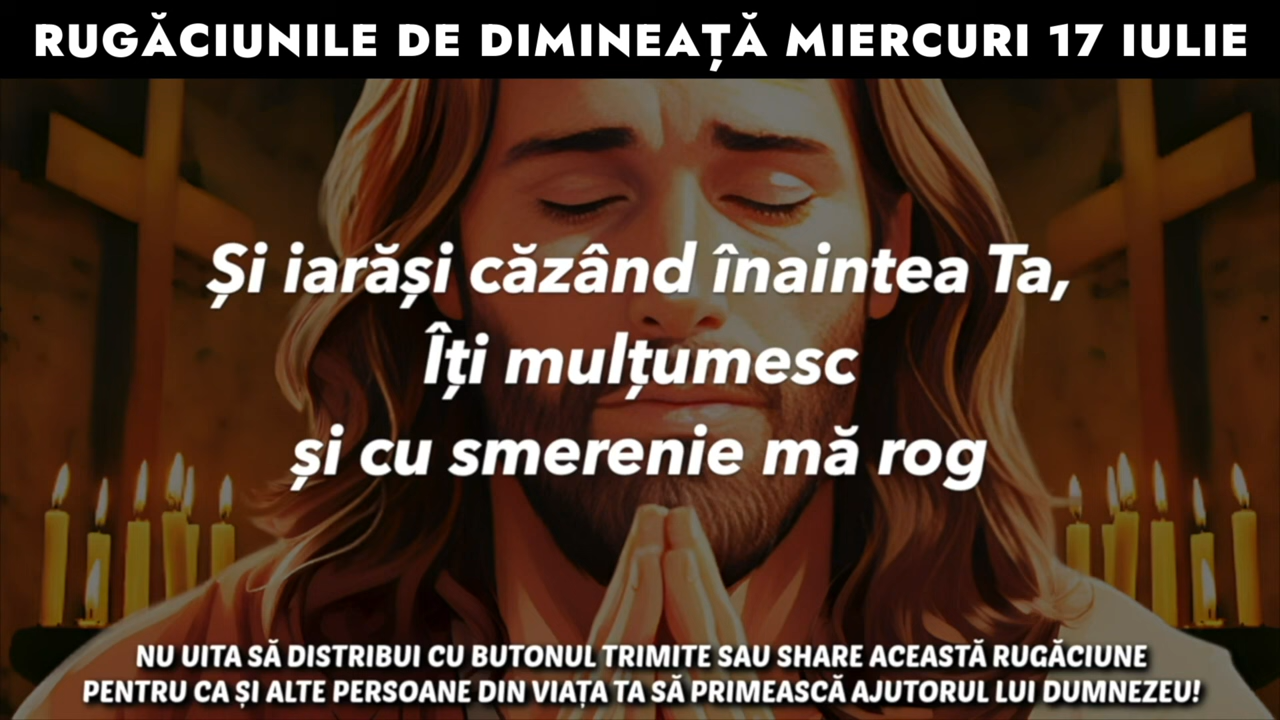 RUGĂCIUNILE DE DIMINEAȚĂ MIERCURI 17 IULIE
Și iarăși căzând înaintea Ta,
Îți mulțumesc
și cu smerenie mă rog
NU UITA SĂ DISTRIBUI CU BUTONUL TRIMITE SAU SHARE ACEASTĂ RUGĂCIUNE
PENTRU CA ȘI ALTE PERSOANE DIN VIAȚA TA SĂ PRIMEASCĂ AJUTORUL LUI DUMNEZEU!